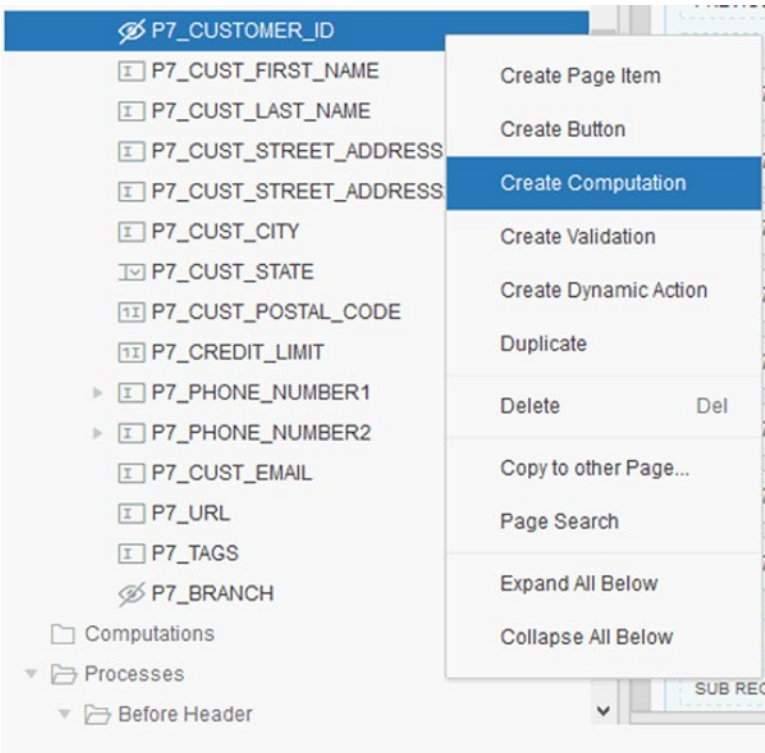 P7_CUSTOMER_ID
P7_CUST_FIRST_NAME
P7_CUST_LAST_NAME
P7_CUST_STREET_ADDRESS
P7_CUST_STREET_ADDRESS
P7_CUST_CITY
P7_CUST_STATE
P7_CUST_POSTAL_CODE
P7_CREDIT_LIMIT
P7_PHONE_NUMBER1
P7_PHONE_NUMBER2
P7_CUST_EMAIL
P7_URL
P7_TAGS
P7_BRANCH
Computations
Processes
Before Header
Create Page Item
Create Button
Create Computation
Create Validation
Create Dynamic Action
Duplicate
Delete Del
Copy to other Page...
Page Search
Expand All Below
Collapse All Below
SUB REG